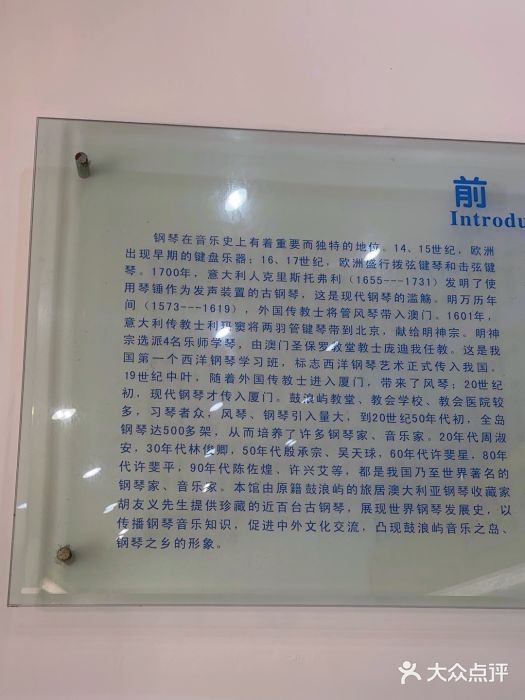 前
Introdu
钢琴在音乐史上有着重要而独特的地位。14、15世纪，欧洲
出现早期的键盘乐器；16、17世纪，欧洲盛行拨弦键琴和击弦键
琴。1700年，意大利人克里斯托弗利（1655---1731）发明了使
用琴锤作为发声装置的古钢琴，这是现代钢琴的滥觞。明万历年
间（1573---1619），外国传教士将管风琴带入澳门。1601年，
意大利传教士利玛窦将两羽管键琴带到北京，献给明神宗。明神
宗选派4名乐师学琴，由澳门圣保罗教堂教士庞迪我任教。这是我
国第一个西洋钢琴学习班，标志西洋钢琴艺术正式传入我国。
19世纪中叶，随着外国传教士进入厦门，带来了风琴；20世纪
初，现代钢琴才传入厦门。鼓浪屿教堂、教会学校、教会医院较
多，习琴者众，风琴、钢琴引入量大，到20世纪50年代初，全岛
钢琴达500多架，从而培养了许多钢琴家、音乐家。20年代周淑
安，30年代林俊卿，50年代殷承宗、吴天球，60年代许斐星，80年
代许斐平，90年代陈佐煌、许兴艾等，都是我国乃至世界著名的
钢琴家、音乐家。本馆由原籍鼓浪屿的旅居澳大利亚钢琴收藏家
胡友义先生提供珍藏的近百台古钢琴，展现世界钢琴发展史，以
传播钢琴音乐知识，促进中外文化交流，凸现鼓浪屿音乐之岛、
钢琴之乡的形象。
大众点评